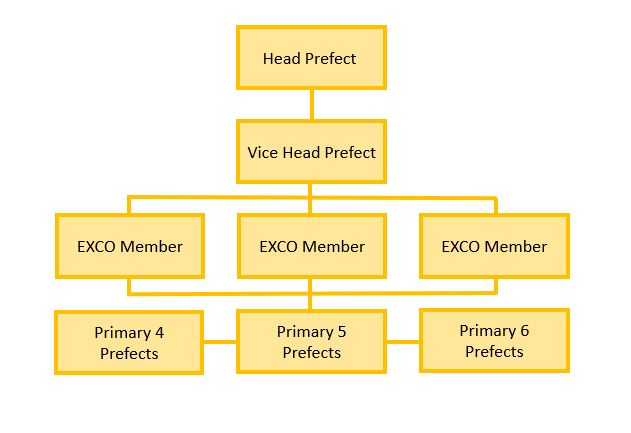 Head Prefect
Vice Head Prefect
EXCO Member
EXCO Member
EXCO Member
Primary 4
Prefects
Primary 5
Prefects
Primary 6
Prefects